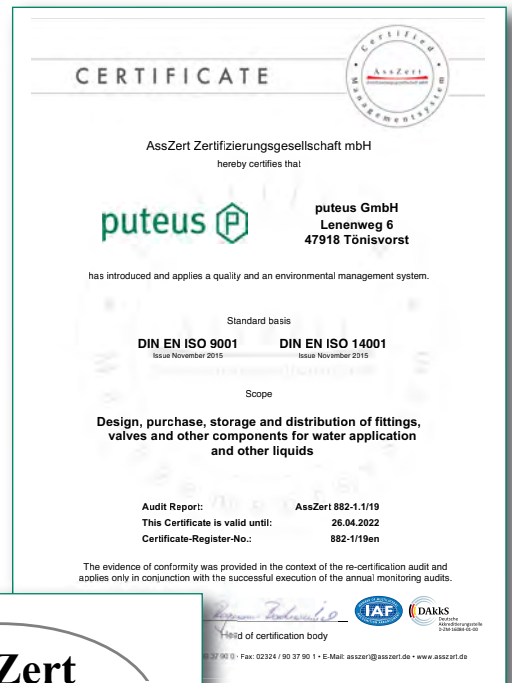 CERTIFICATE
Certified
AssZert
Managementsystem
AssZert Zertifizierungsgesellschaft mbH
hereby certifies that
puteus P
puteus GmbH
Lenenweg 6
47918 Tönisvorst
has introduced and applies a quality and an environmental management system.
Standard basis
DIN EN ISO 9001 DIN EN ISO 14001
Issue November 2015 Issue November 2015
Scope
Design, purchase, storage and distribution of fittings,
valves and other components for water application
and other liquids
Audit Report: AssZert 882-1.1/19
This Certificate is valid until: 26.04.2022
Certificate-Register-No.: 882-1/19en
The evidence of conformity was provided in the context of the re-certification audit and
applies only in conjunction with the successful execution of the annual monitoring audits.
IAF
DAkkS
Deutsche
Akkreditierungsstelle
Head of certification body
90 0 · Fax: 02324 / 90 37 90 1 • E-Mail: asszert@asszert.de • www.asszert.de
Zert